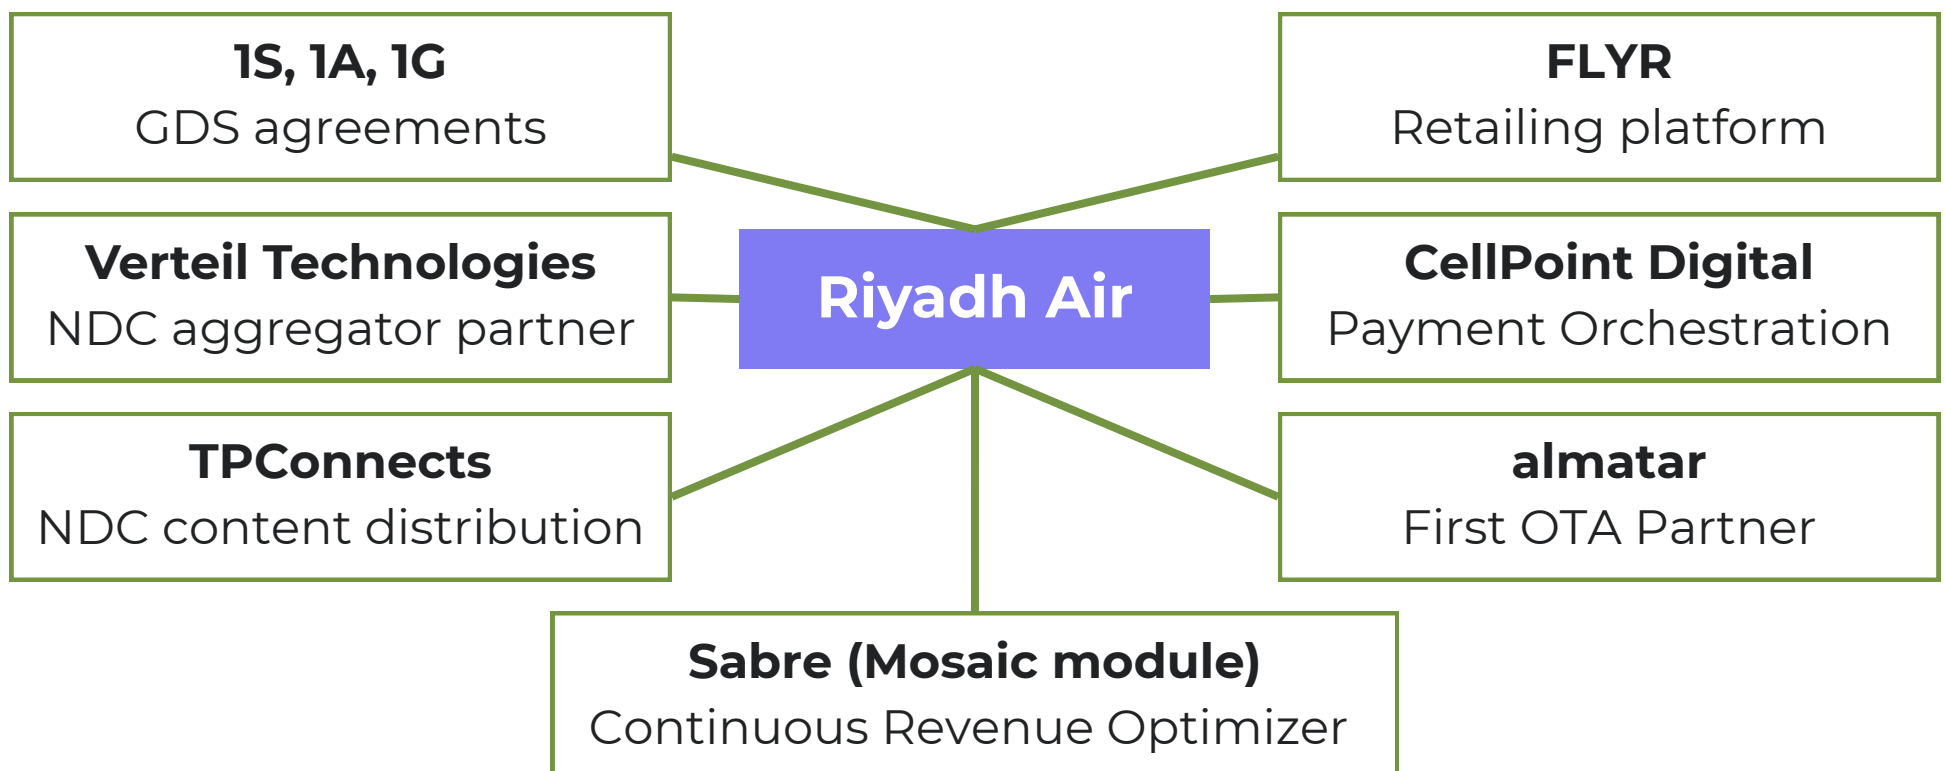 1S, 1A, 1G
GDS agreements
FLYR
Retailing platform
Verteil Technologies
NDC aggregator partner
Riyadh Air
CellPoint Digital
Payment Orchestration
TPConnects
NDC content distribution
almatar
First OTA Partner
Sabre (Mosaic module)
Continuous Revenue Optimizer